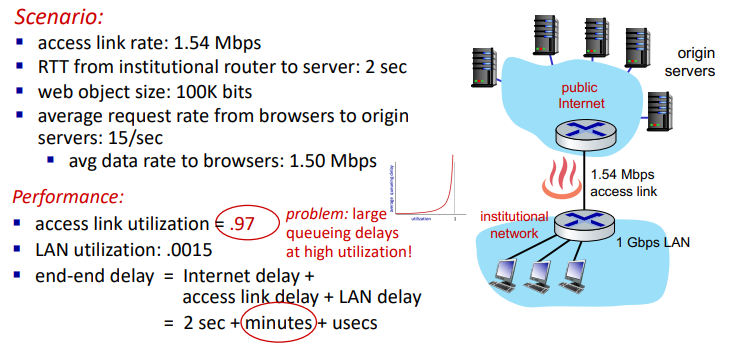 Scenario:
▪ access link rate: 1.54 Mbps
▪ RTT from institutional router to server: 2 sec
▪ web object size: 100K bits
▪ average request rate from browsers to origin
servers: 15/sec
▪ avg data rate to browsers: 1.50 Mbps
Performance:
▪ access link utilization = .97
problem: large
queueing delays
at high utilization!
▪ LAN utilization: .0015
▪ end-end delay = Internet delay +
access link delay + LAN delay
= 2 sec + minutes + usecs
utilization
1
origin
servers
public
Internet
1.54 Mbps
access link
institutional
network
1 Gbps LAN